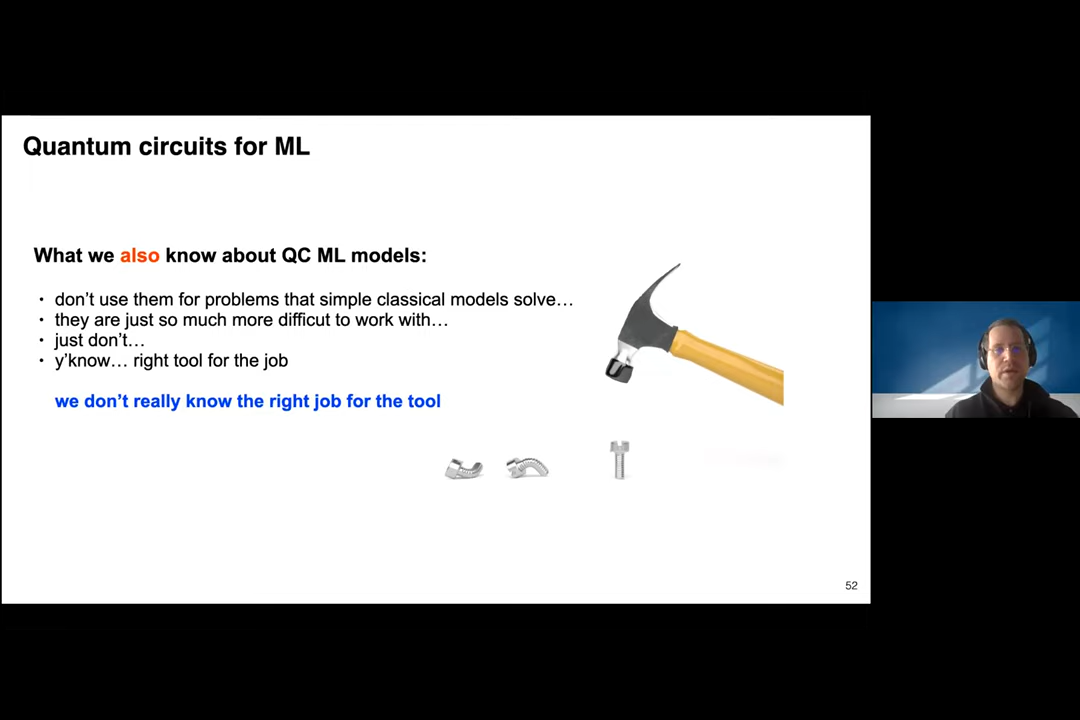 Quantum circuits for ML
What we also know about QC ML models:
• don't use them for problems that simple classical models solve…
• they are just so much more difficut to work with…
• just don't…
• y'know… right tool for the job
we don't really know the right job for the tool
52